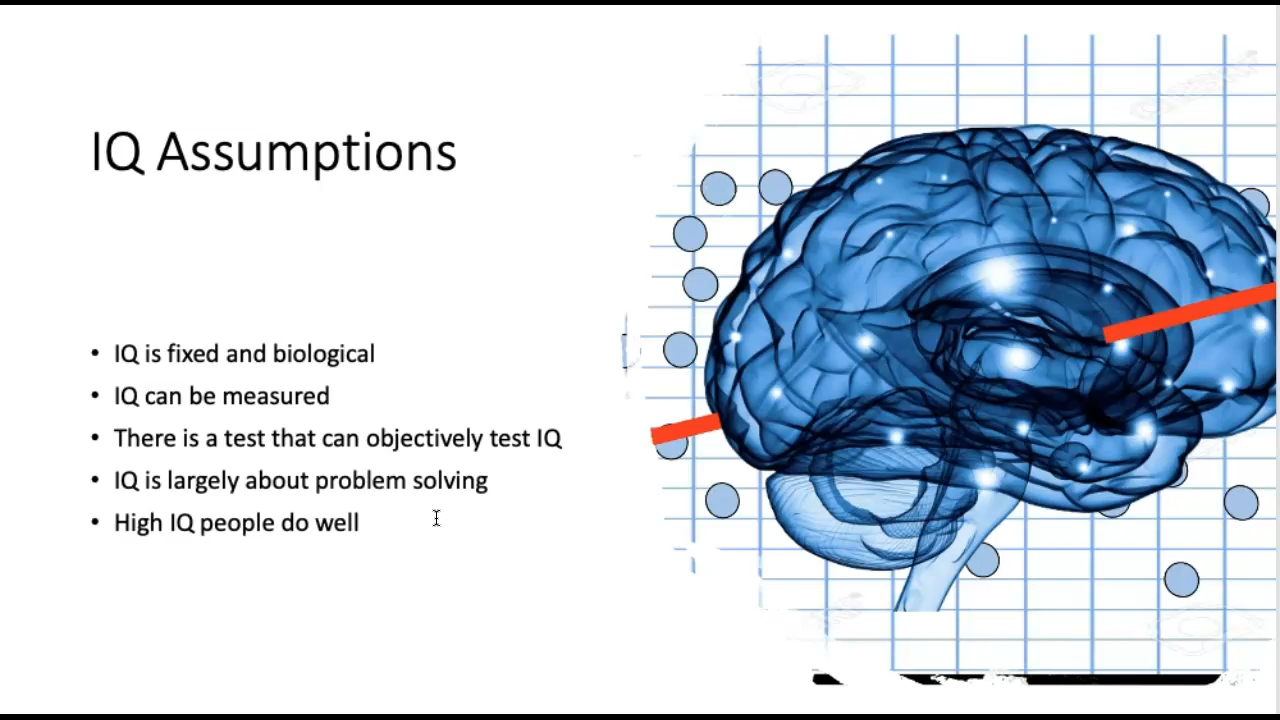 IQ Assumptions
• IQ is fixed and biological
• IQ can be measured
• There is a test that can objectively test IQ
• IQ is largely about problem solving
• High IQ people do well